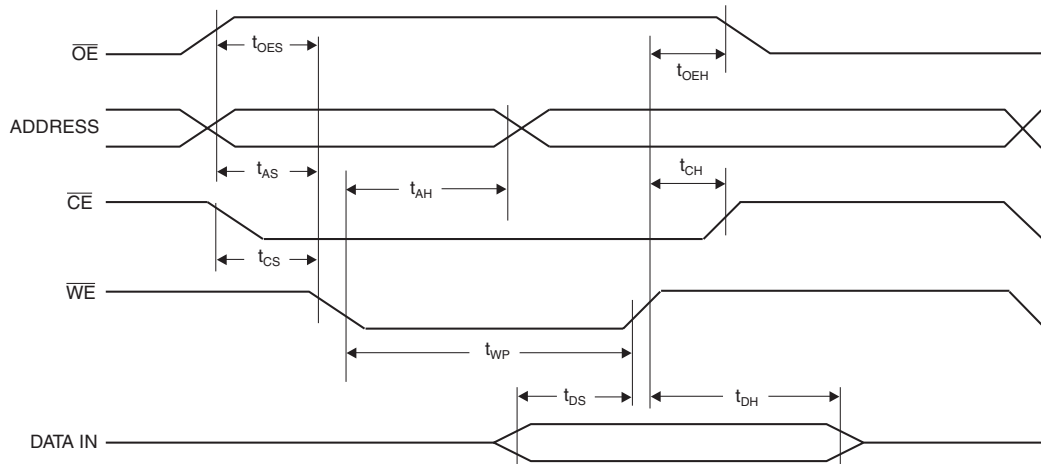 OE
tOES
tOEH
ADDRESS
tAS
tAH
tCH
CE
tCS
WE
tWP
tDS
tDH
DATA IN